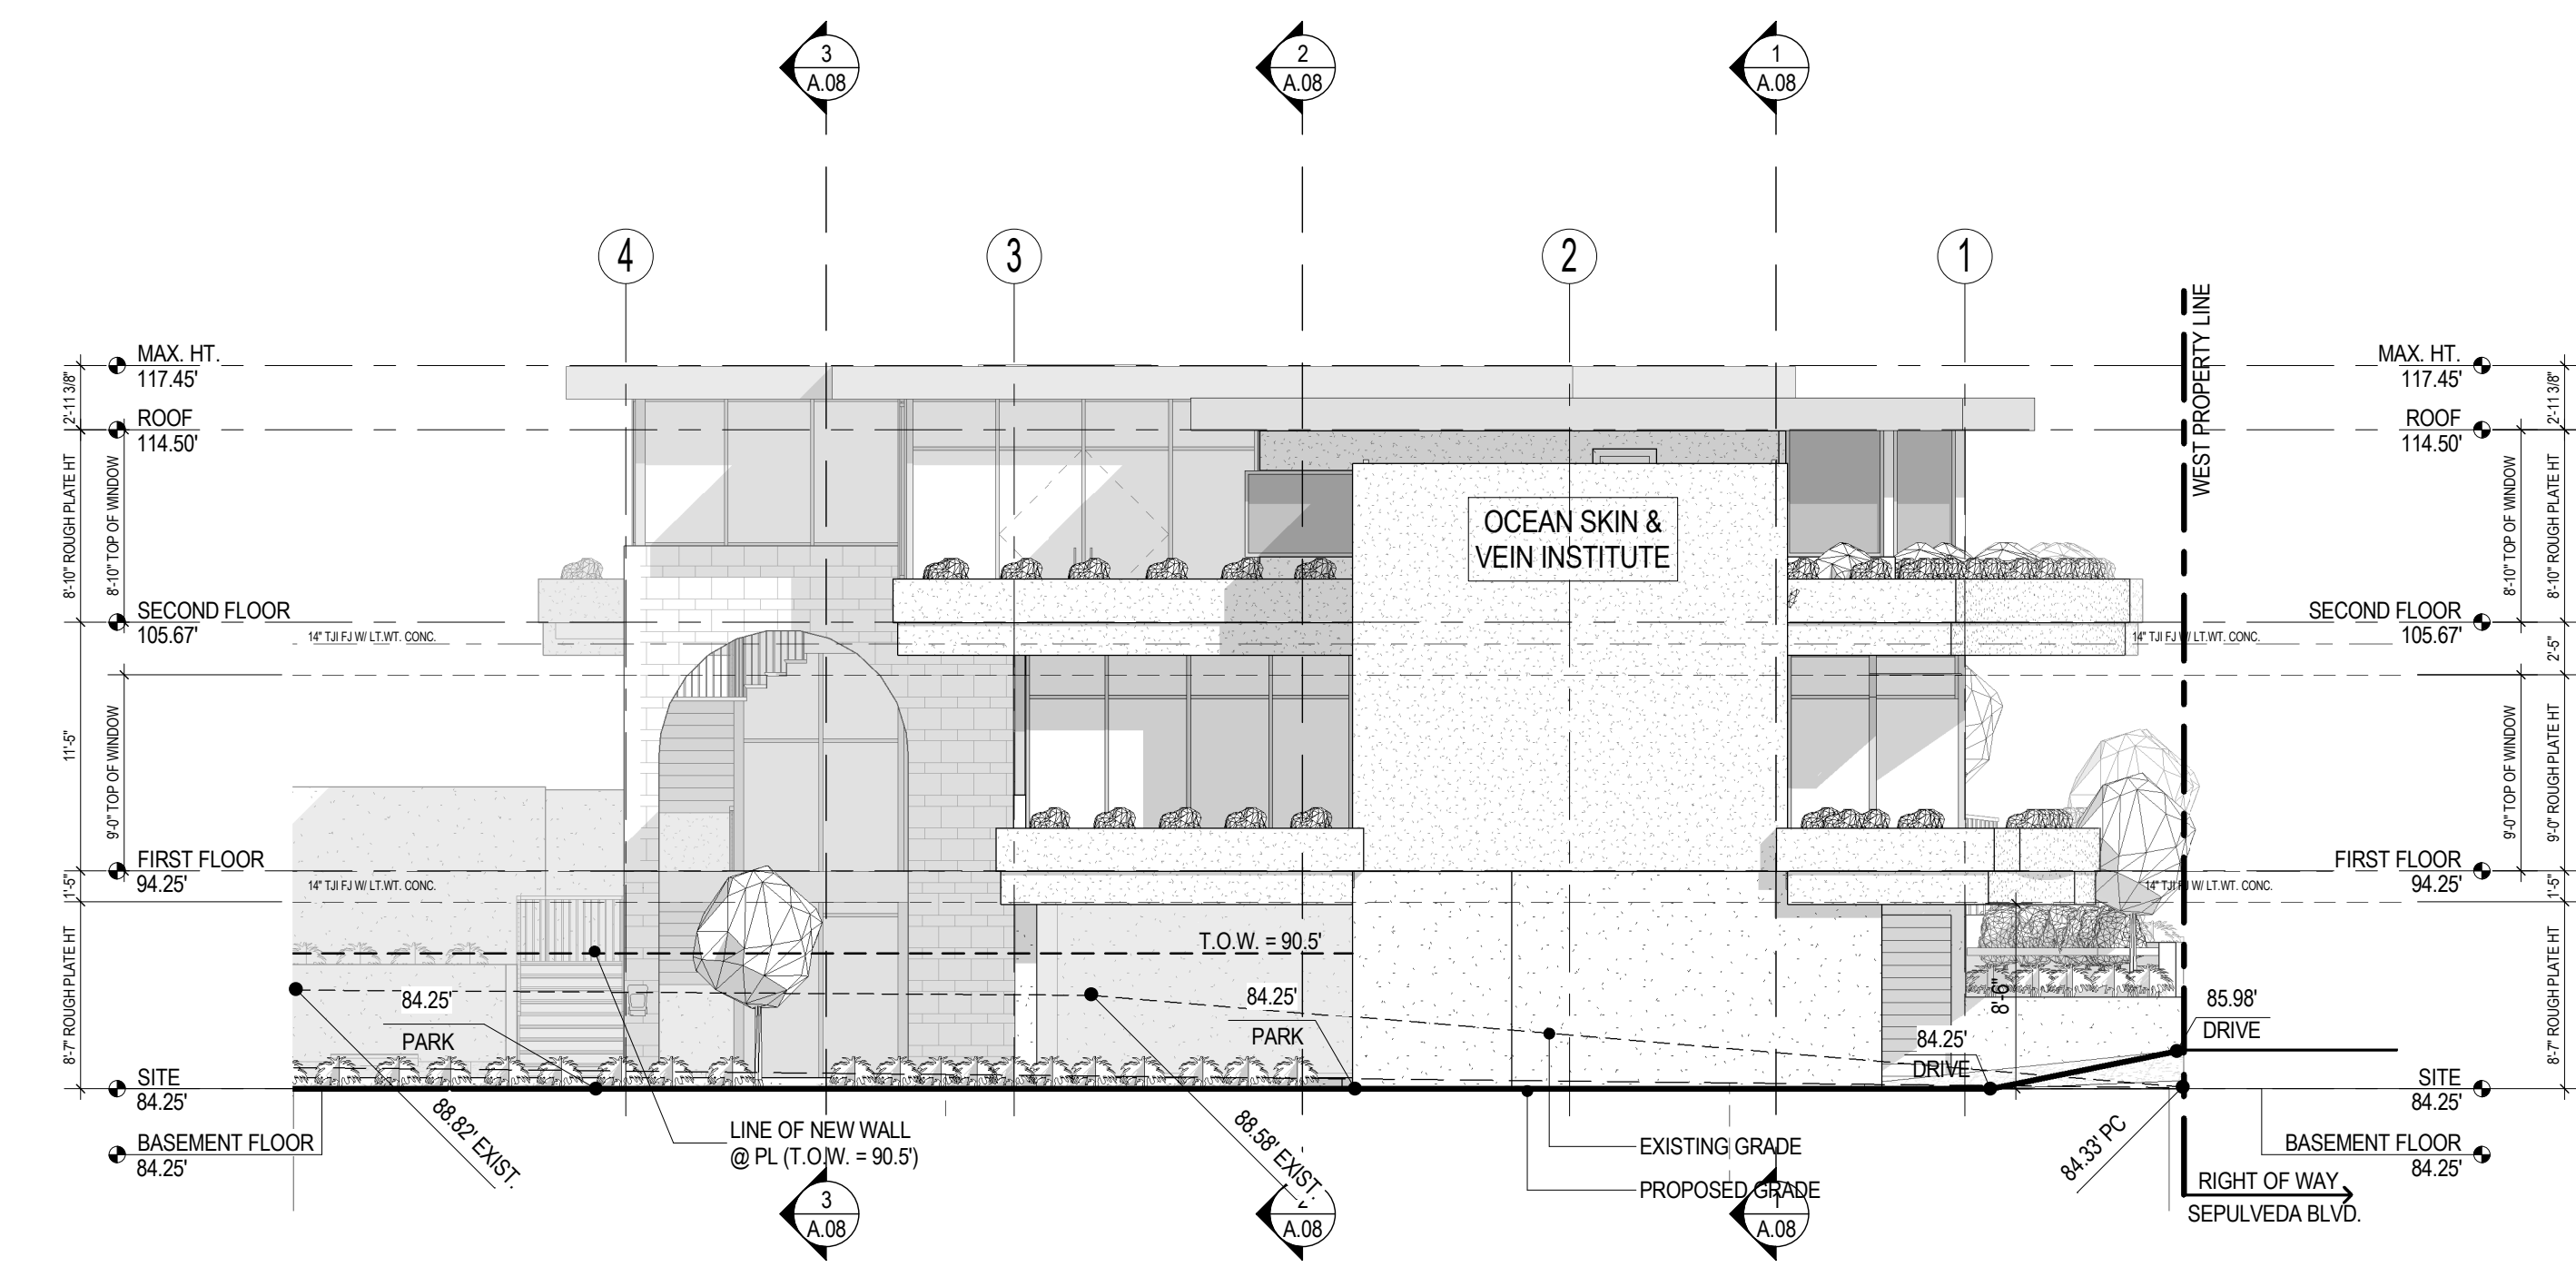 3
A.08
2
A.08
1
A.08
4
3
2
1
WEST PROPERTY LINE
MAX. HT.
117.45'
ROOF
114.50'
SECOND FLOOR
105.67'
FIRST FLOOR
94.25'
SITE
84.25'
BASEMENT FLOOR
84.25'
2'-11 3/8"
8'-10" ROUGH PLATE HT
8'-10" TOP OF WINDOW
11'-5"
9'-0" TOP OF WINDOW
1'-5"
8'-7" ROUGH PLATE HT
14" TJI FJ W/ LT.WT. CONC.
14" TJI FJ W/ LT.WT. CONC.
OCEAN SKIN &
VEIN INSTITUTE
T.O.W. = 90.5'
84.25'
PARK
84.25'
PARK
84.25'
DRIVE
8'-6"
85.98'
DRIVE
88.82' EXIST.
LINE OF NEW WALL
@ PL (T.O.W. = 90.5')
88.58' EXIST.
EXISTING GRADE
PROPOSED GRADE
84.33' PC
RIGHT OF WAY
SEPULVEDA BLVD.
MAX. HT.
117.45'
ROOF
114.50'
SECOND FLOOR
105.67'
FIRST FLOOR
94.25'
SITE
84.25'
BASEMENT FLOOR
84.25'
14" TJI FJ W/ LT.WT. CONC.
14" TJI FJ W/ LT.WT. CONC.
2'-11 3/8"
8'-10" TOP OF WINDOW
8'-10" ROUGH PLATE HT
2'-5"
9'-0" TOP OF WINDOW
9'-0" ROUGH PLATE HT
1'-5"
8'-7" ROUGH PLATE HT
3
A.08
2
A.08
1
A.08